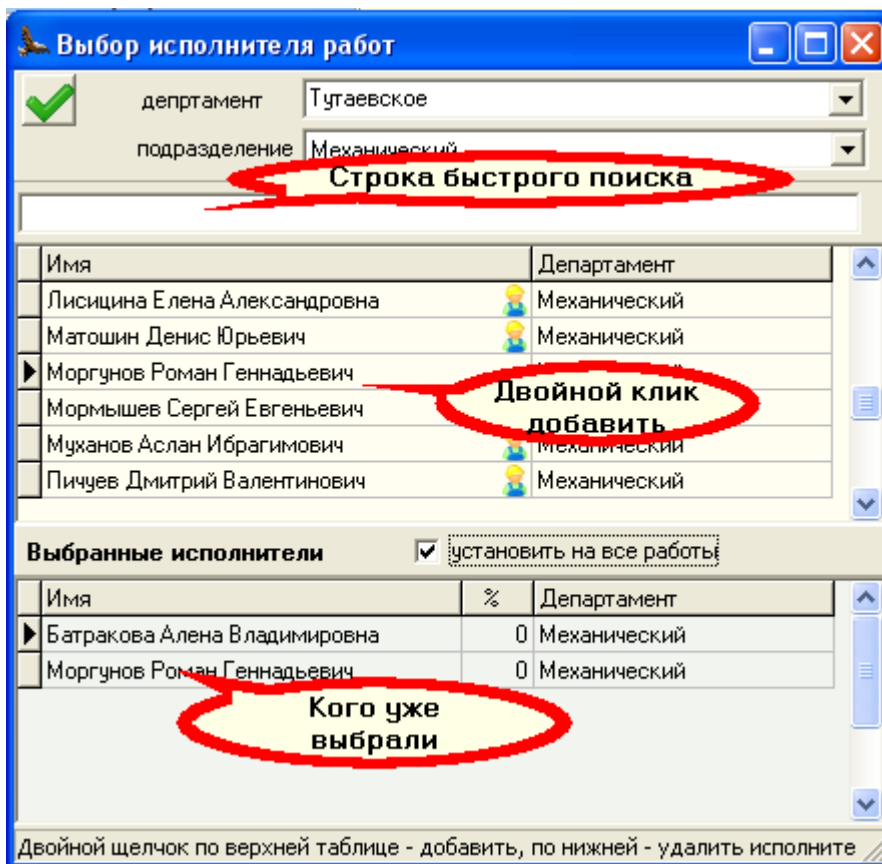 Выбор исполнителя работ
депртамент Тутаевское
подразделение Механический
Строка быстрого поиска
Имя Департамент
Лисицина Елена Александровна Механический
Матошин Денис Юрьевич Механический
Моргунов Роман Геннадьевич
Двойной клик
Мормышев Сергей Евгеньевич
добавить
Муханов Аслан Ибрагимович Механический
Пичуев Дмитрий Валентинович Механический
Выбранные исполнители установить на все работы
Имя % Департамент
Батракова Алена Владимировна 0 Механический
Моргунов Роман Геннадьевич 0 Механический
Кого уже
выбрали
Двойной щелчок по верхней таблице - добавить, по нижней - удалить исполните